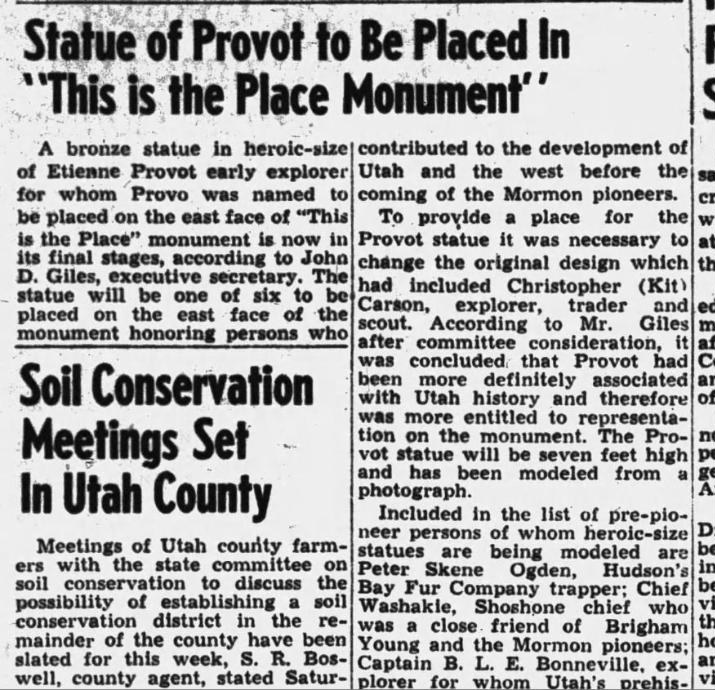 Statue of Provot to Be Placed In
"This is the Place Monument"
A bronze statue in heroic-size
of Etienne Provot early explorer
for whom Provo was named to
be placed on the east face of "This
is the Place" monument is now in
its final stages, according to John
D. Giles, executive secretary. The
statue will be one of six to be
placed on the east face of the
monument honoring persons who
contributed to the development of
Utah and the west before the
coming of the Mormon pioneers.
To provide a place for the
Provot statue it was necessary to
change the original design which
had included Christopher (Kit)
Carson, explorer, trader and
scout. According to Mr. Giles
after committee consideration, it
was concluded that Provot had
been more definitely associated
with Utah history and therefore
was more entitled to representa-
tion on the monument. The Pro-
vot statue will be seven feet high
and has been modeled from a
photograph.
Included in the list of pre-pio-
neer persons of whom heroic-size
statues are being modeled are
Peter Skene Ogden, Hudson's
Bay Fur Company trapper; Chief
Washakie, Shoshone chief who
was a close friend of Brigham
Young and the Mormon pioneers;
Captain B. L. E. Bonneville, ex-
plorer for whom Utah's prehis-
Soil Conservation
Meetings Set
In Utah County
Meetings of Utah county farm-
ers with the state committee on
soil conservation to discuss the
possibility of establishing a soil
conservation district in the re-
mainder of the county have been
slated for this week, S. R. Bos-
well, county agent, stated Satur-